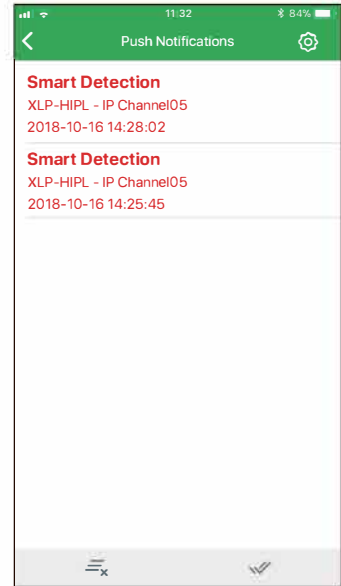 11:32
84%
Push Notifications
Smart Detection
XLP-HIPL - IP Channel05
2018-10-16 14:28:02
Smart Detection
XLP-HIPL - IP Channel05
2018-10-16 14:25:45